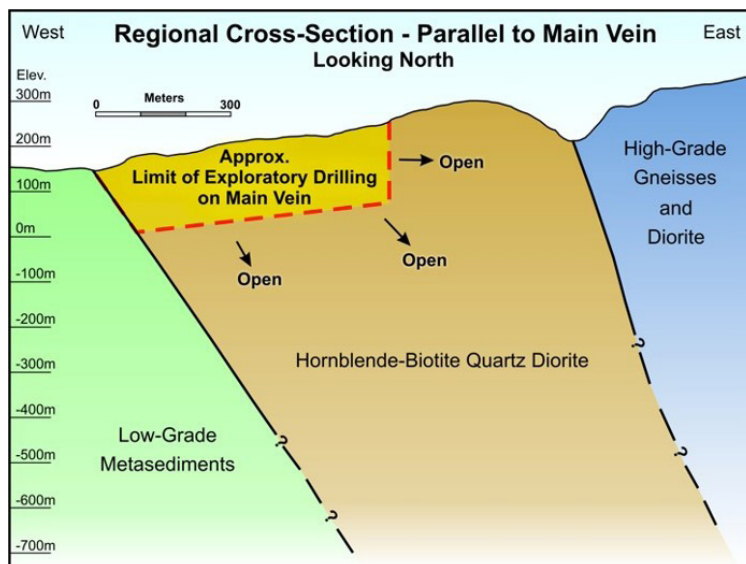 West
Regional Cross-Section - Parallel to Main Vein
East
Looking North
Elev.
Meters
0
300
300m
200m
100m
0m
-100m
-200m
-300m
-400m
-500m
-600m
-700m
Approx.
Limit of Exploratory Drilling
on Main Vein
Open
Open
Open
High-Grade
Gneisses
and
Diorite
Hornblende-Biotite Quartz Diorite
Low-Grade
Metasediments
?
?
?
?